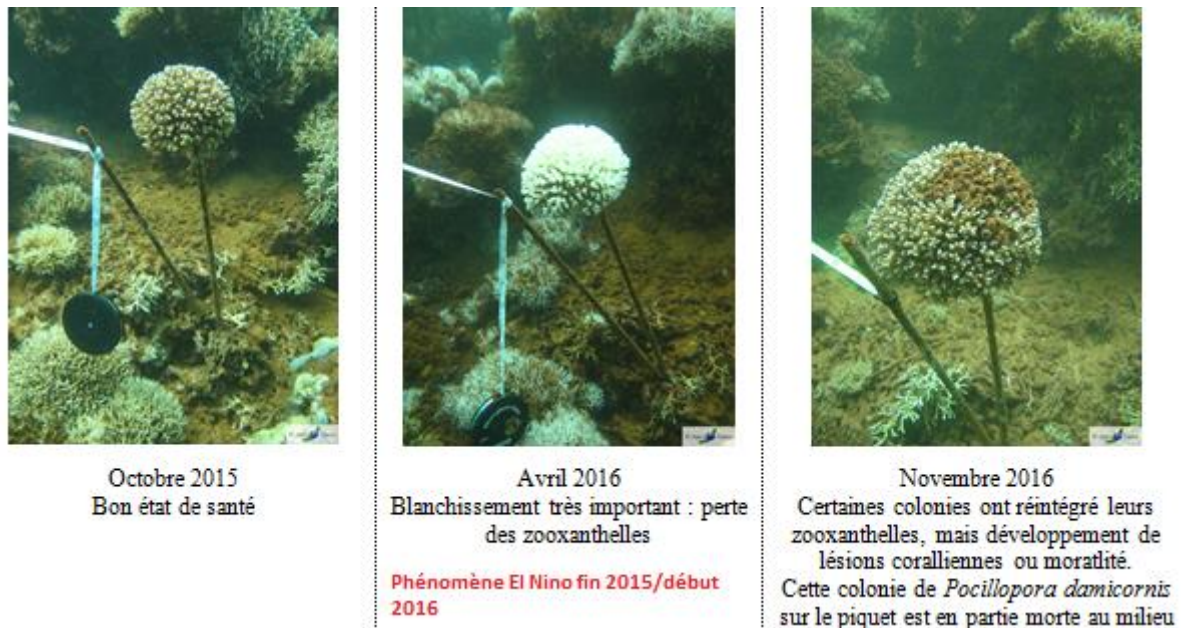 Octobre 2015
Bon état de santé
Avril 2016
Blanchissement très important : perte
des zooxanthelles
Phénomène El Nino fin 2015/début
2016
Novembre 2016
Certaines colonies ont réintégré leurs
zooxanthelles, mais développement de
lésions coralliennes ou moratlité.
Cette colonie de Pocillopora damicornis
sur le piquet est en partie morte au milieu